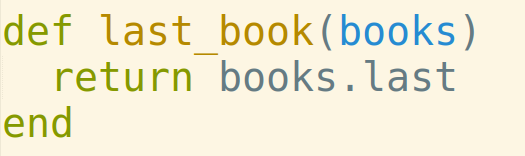 def last_book(books)
  return books.last
end